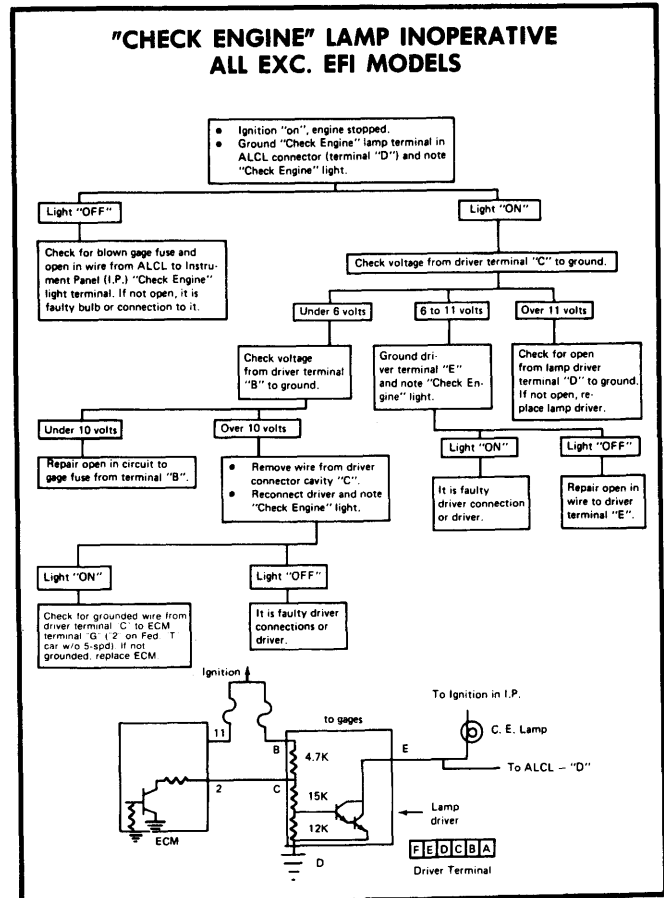 "CHECK ENGINE" LAMP INOPERATIVE
ALL EXC. EFI MODELS
• Ignition "on", engine stopped.
• Ground "Check Engine" lamp terminal in
ALCL connector (terminal "D") and note
"Check Engine" light.
Light "OFF"
Light "ON"
Check for blown gage fuse and
open in wire from ALCL to Instru-
ment Panel (I.P.) "Check Engine"
light terminal. If not open, it is
faulty bulb or connection to it.
Check voltage from driver terminal "C" to ground.
Under 6 volts
6 to 11 volts
Over 11 volts
Check voltage
from driver terminal
"B" to ground.
Ground dri-
ver terminal "E"
and note "Check En-
gine" light.
Check for open
from lamp driver
terminal "D" to ground.
If not open, re-
place lamp driver.
Under 10 volts
Over 10 volts
Light "ON"
Light "OFF"
Repair open in circuit to
gage fuse from terminal "B".
• Remove wire from driver
connector cavity "C".
• Reconnect driver and note
"Check Engine" light.
It is faulty
driver connection
or driver.
Repair open in
wire to driver
terminal "E".
Light "ON"
Light "OFF"
Check for grounded wire from
driver terminal "C" to ECM
terminal "G" ("2" on Fed. T
car w/o 5-spd). If not
grounded, replace ECM
It is faulty driver
connections or
driver.
Ignition
To Ignition in I.P.
to gages
C. E. Lamp
11
B
E
4.7K
To ALCL – "D"
2
C
15K
Lamp
driver
12K
ECM
D
F E D C B A
Driver Terminal